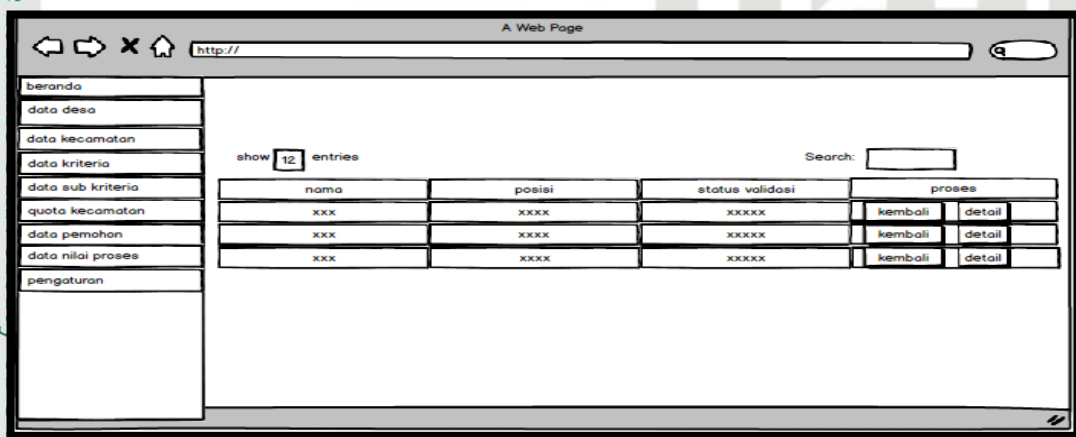 A Web Page
http://
beranda
data desa
data kecamatan
data kriteria
data sub kriteria
quota kecamatan
data pemohon
data nilai proses
pengaturan
show 12 entries Search:
nama posisi status validasi proses
xxx xxxx xxxxx kembali detail
xxx xxxx xxxxx kembali detail
xxx xxxx xxxxx kembali detail